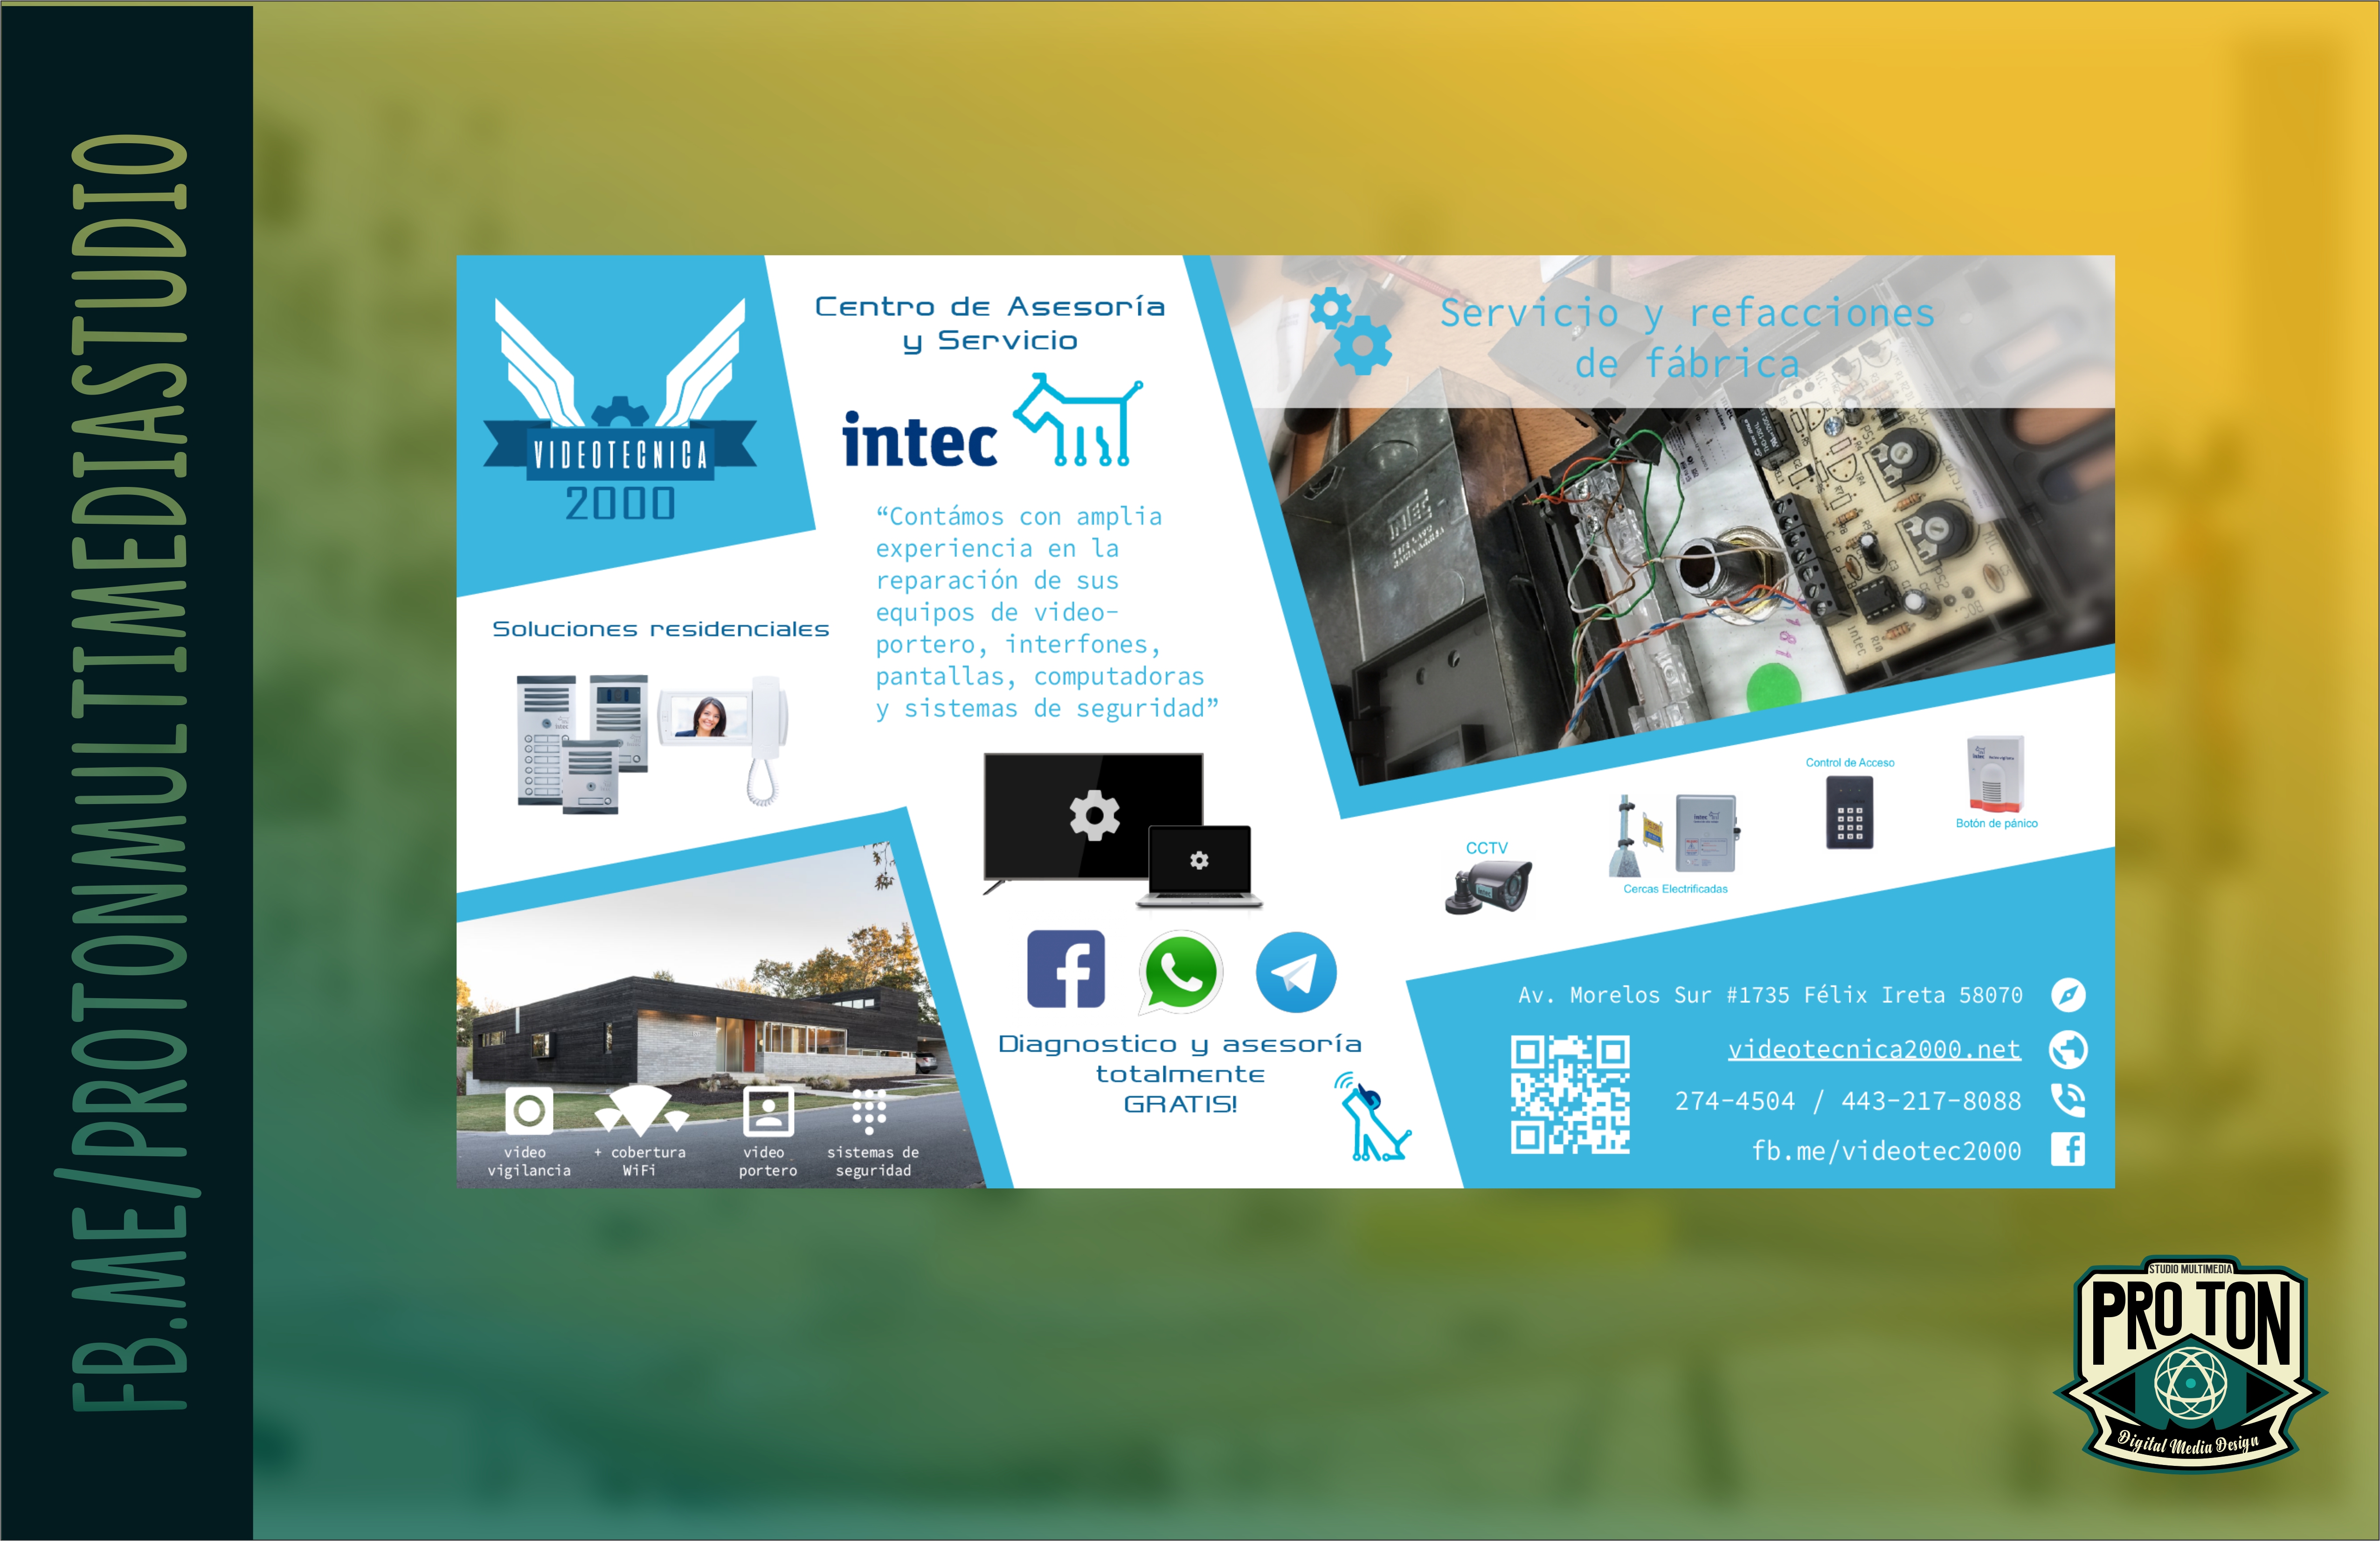 FB.ME/PROTONMULTIMEDIASTUDIO
VIDEOTECNICA
2000
Centro de Asesoría
y Servicio
intec
“Contámos con amplia
experiencia en la
reparación de sus
equipos de video-
portero, interfones,
pantallas, computadoras
y sistemas de seguridad”
Servicio y refacciones
de fábrica
Soluciones residenciales
CCTV
Cercas Electrificadas
Control de Acceso
Botón de pánico
video
vigilancia
+ cobertura
WiFi
video
portero
sistemas de
seguridad
Diagnostico y asesoría
totalmente
GRATIS!
Av. Morelos Sur #1735 Félix Ireta 58070
videotecnica2000.net
274-4504 / 443-217-8088
fb.me/videotec2000
STUDIO MULTIMEDIA
PROTON
Digital Media Design